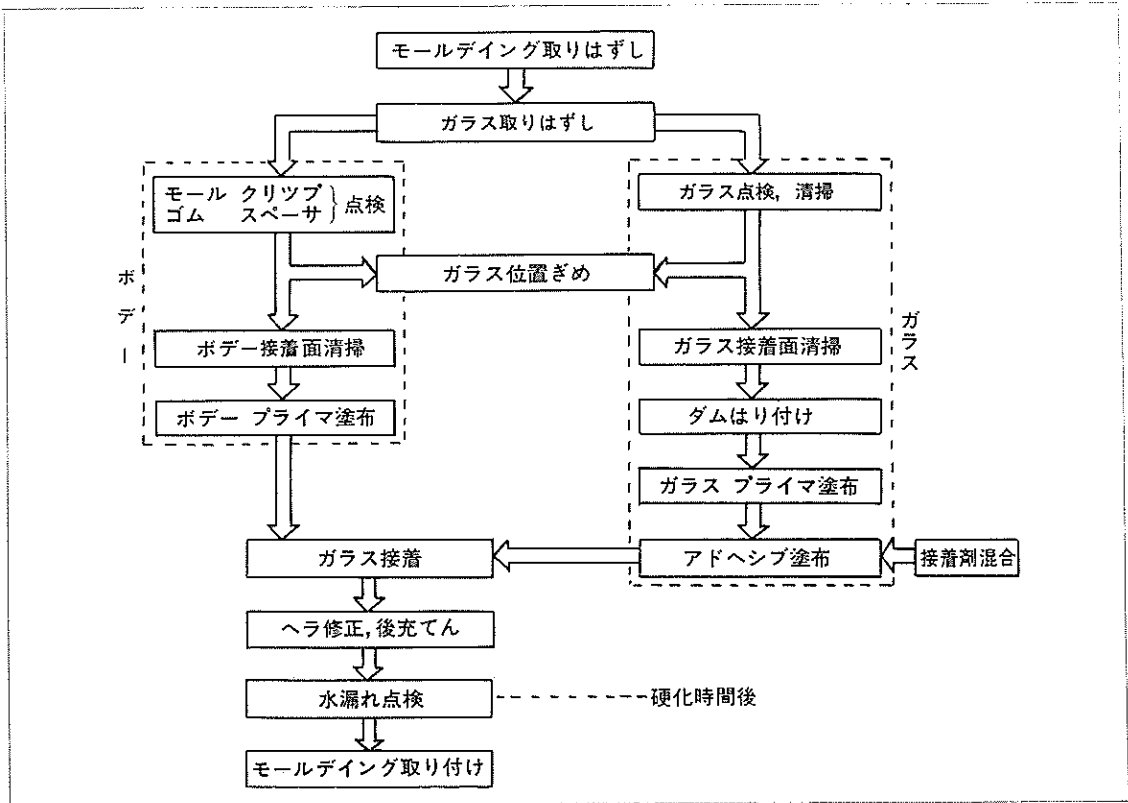 モールデイング取りはずし
ガラス取りはずし
モール クリツプ
ゴム スペーサ
} 点検
ガラス点検, 清掃
ガラス位置ぎめ
ボデー
ガラス
ボデー接着面清掃
ガラス接着面清掃
ボデー プライマ塗布
ダムはり付け
ガラス プライマ塗布
ガラス接着
アドヘシブ塗布
接着剤混合
ヘラ修正, 後充てん
水漏れ点検
硬化時間後
モールデイング取り付け